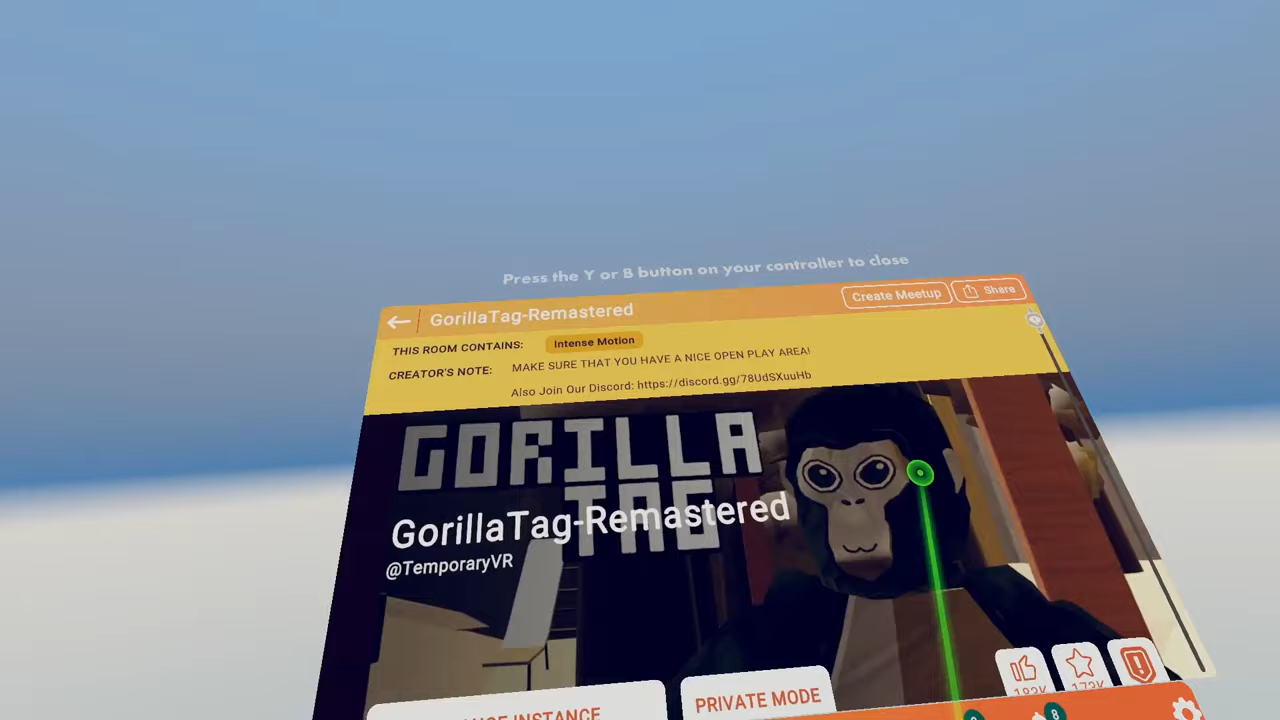 Press the Y or B button on your controller to close
GorillaTag-Remastered
Create Meetup
Share
THIS ROOM CONTAINS: Intense Motion
CREATOR'S NOTE: MAKE SURE THAT YOU HAVE A NICE OPEN PLAY AREA!
Also Join Our Discord: https://discord.gg/78UdSXuuHb
GORILLA
TAG
GorillaTag-Remastered
@TemporaryVR
INSTANCE
PRIVATE MODE
8